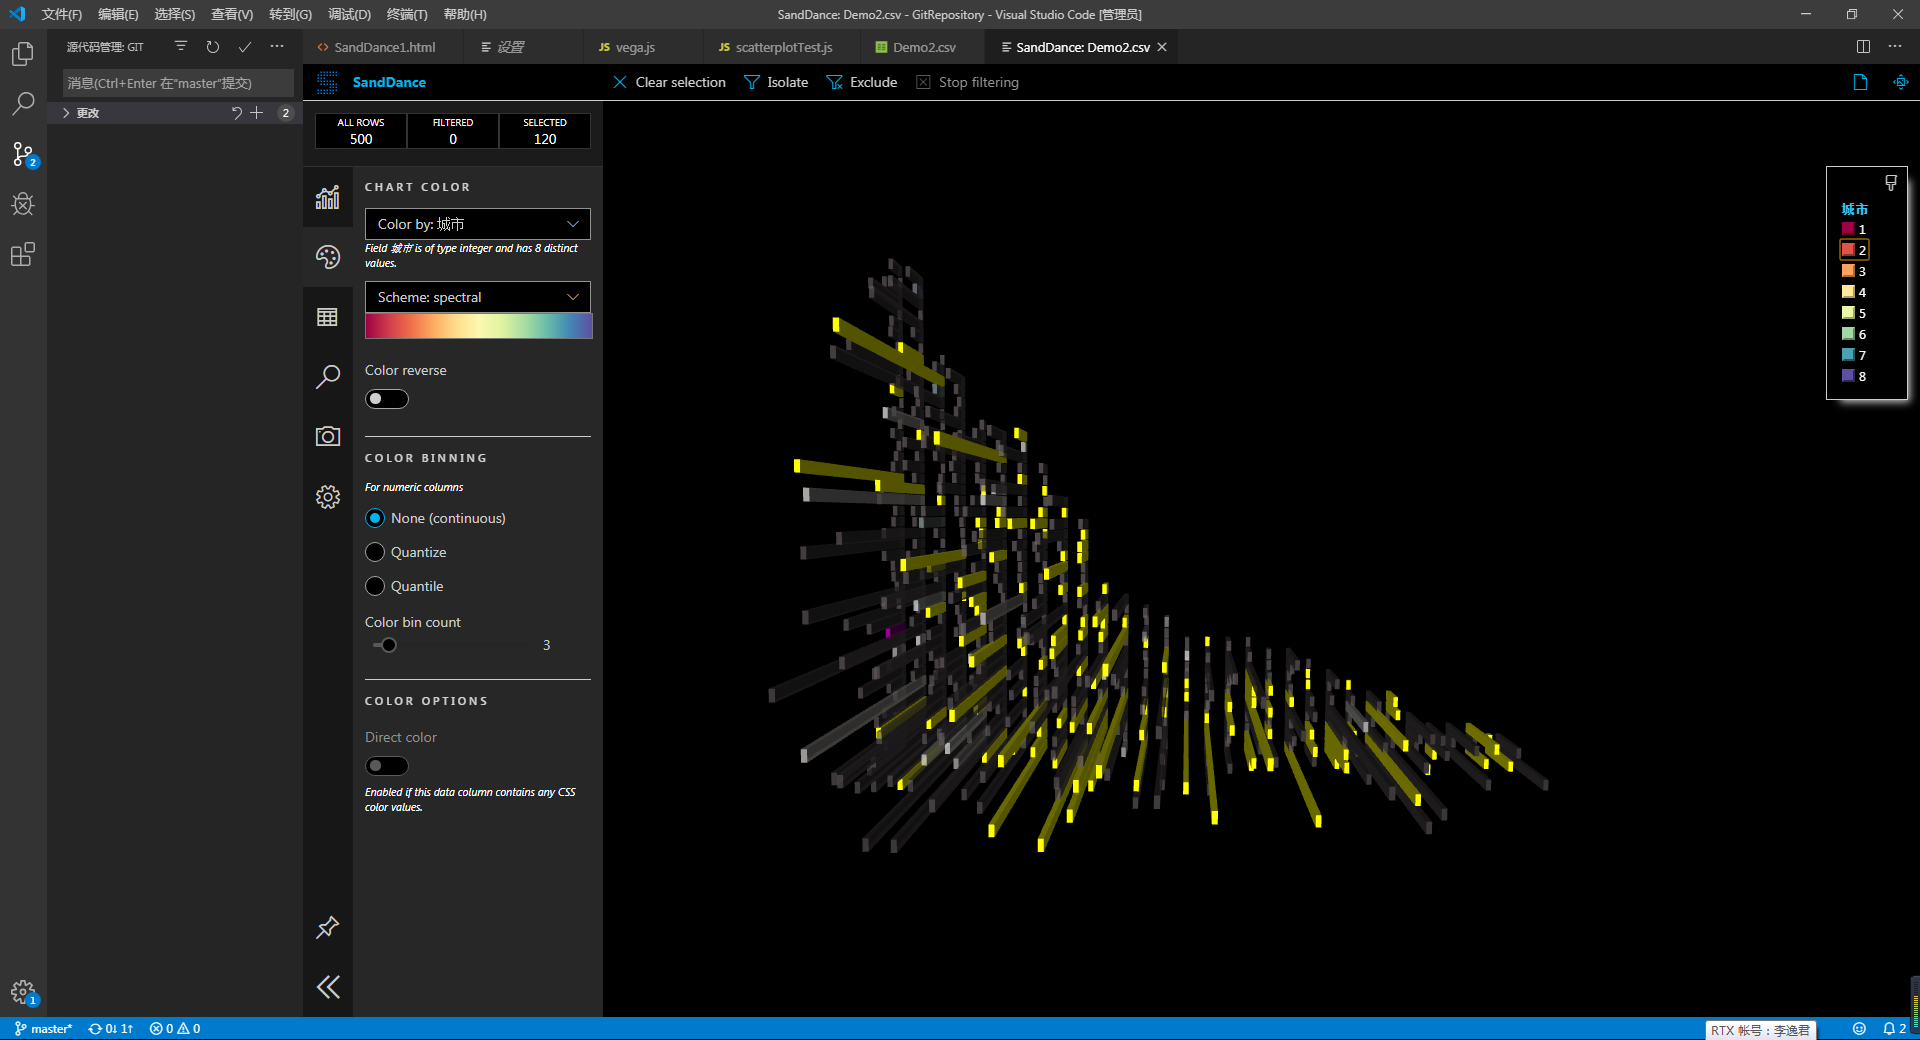 文件(F) 编辑(E) 选择(S) 查看(V) 转到(G) 调试(D) 终端(T) 帮助(H)
SandDance: Demo2.csv - GitRepository - Visual Studio Code [管理员]
源代码管理: GIT
SandDance1.html
设置
JS vega.js
JS scatterplotTest.js
Demo2.csv
SandDance: Demo2.csv
消息(Ctrl+Enter 在"master"提交)
SandDance
Clear selection
Isolate
Exclude
Stop filtering
更改
2
2
ALL ROWS
500
FILTERED
0
SELECTED
120
CHART COLOR
Color by: 城市
Field 城市 is of type integer and has 8 distinct
values.
Scheme: spectral
Color reverse
COLOR BINNING
For numeric columns
None (continuous)
Quantize
Quantile
Color bin count
3
COLOR OPTIONS
Direct color
Enabled if this data column contains any CSS
color values.
城市
1
2
3
4
5
6
7
8
1
master*
0↓ 1↑
0
0
RTX 帐号：李逸君
2